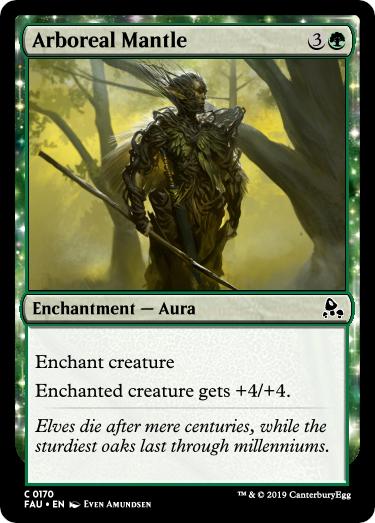 Arboreal Mantle 3
Enchantment — Aura
Enchant creature
Enchanted creature gets +4/+4.
Elves die after mere centuries, while the
sturdiest oaks last through millenniums.
C 0170
FAU • EN Even Amundsen
™ & © 2019 CanterburyEgg